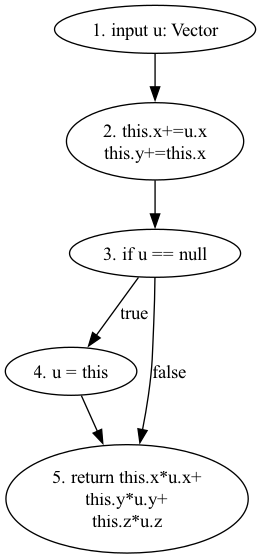 1. input u: Vector
2. this.x+=u.x
this.y+=this.x
3. if u == null
true
4. u = this
false
5. return this.x*u.x+
this.y*u.y+
this.z*u.z